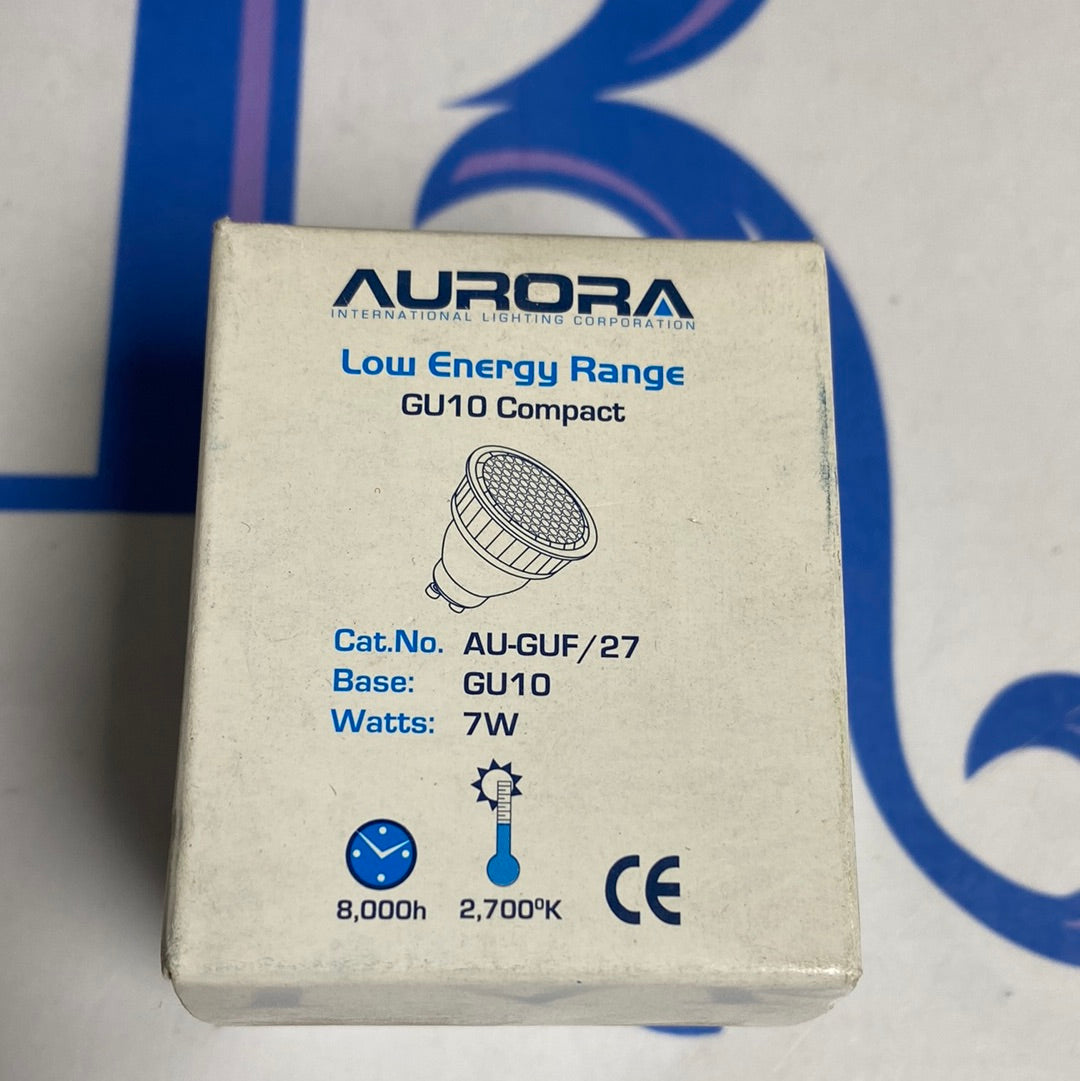 AURORA
INTERNATIONAL LIGHTING CORPORATION
Low Energy Range
GU10 Compact
Cat.No. AU-GUF/27
Base: GU10
Watts: 7W
8,000h 2,700⁰K CE